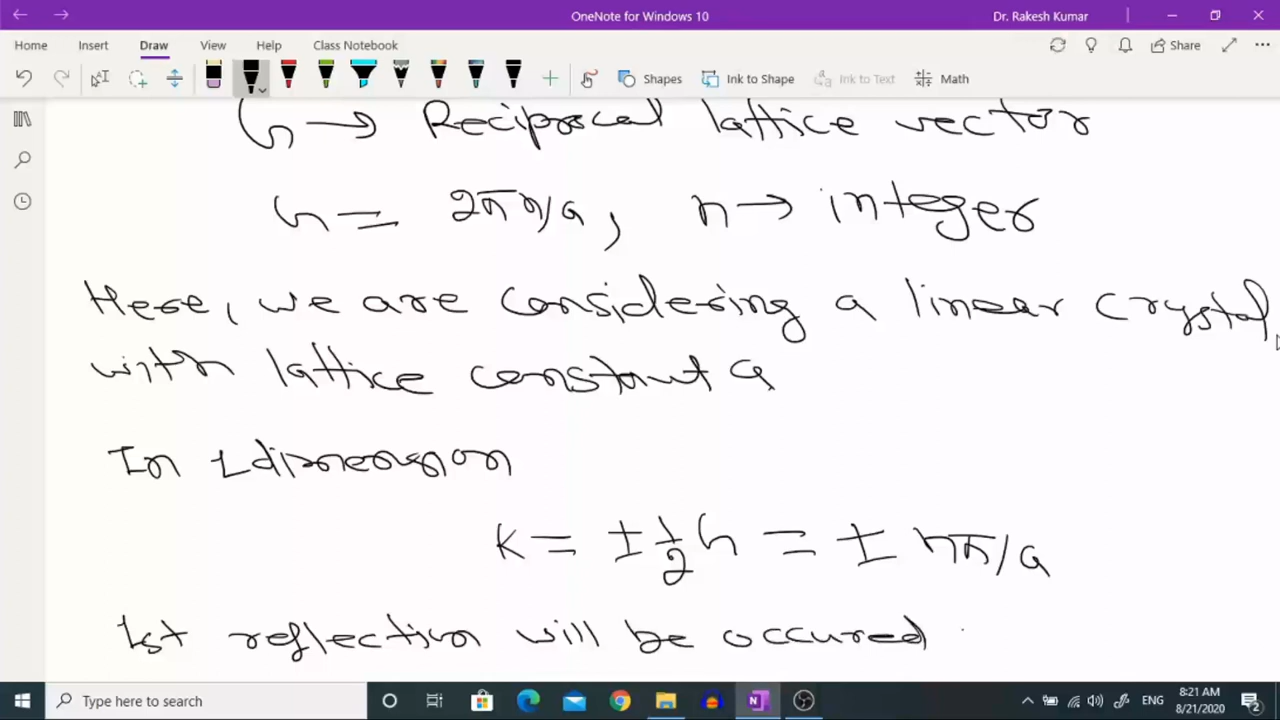 OneNote for Windows 10
Dr. Rakesh Kumar
Home Insert Draw View Help Class Notebook
Share
Shapes Ink to Shape Ink to Text Math
G → Reciprocal lattice vector
G = 2πn/a, n → integer
Here, we are considering a linear crystal,
with lattice constant a
In 1dimension
K = ± 1/2 G = ± nπ/a
1st reflection will be occured
Type here to search
ENG
8:21 AM
8/21/2020
2